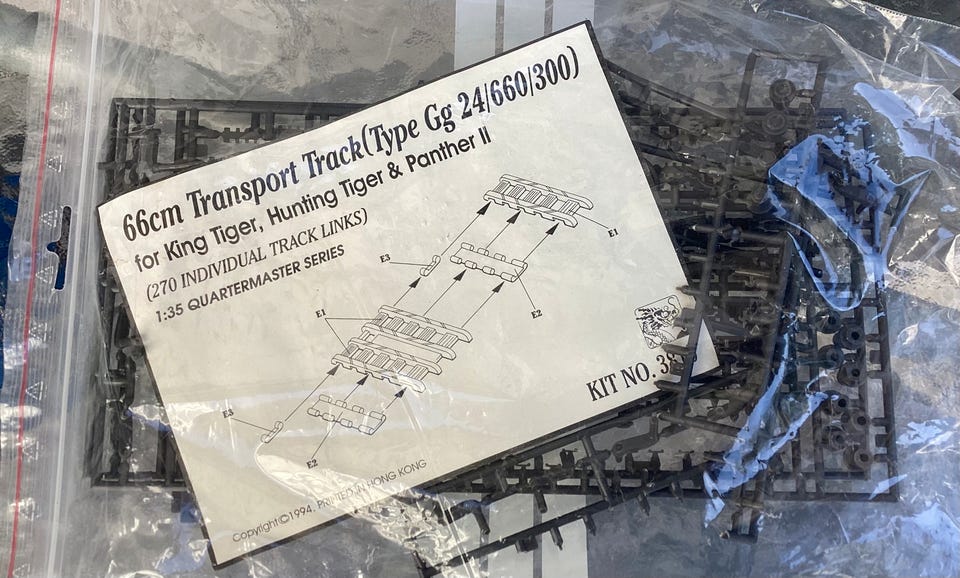 66cm Transport Track(Type Gg 24/660/300)
for King Tiger, Hunting Tiger & Panther II
(270 INDIVIDUAL TRACK LINKS)
1:35 QUARTERMASTER SERIES
E1
E3
E2
E1
E3
E2
KIT NO.
Copyright©1994. PRINTED IN HONG KONG